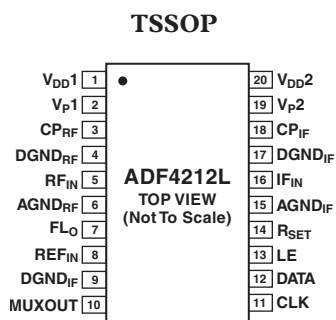 TSSOP
VDD1 1
VP1 2
CPRF 3
DGNDRF 4
RFIN 5
AGNDRF 6
FLO 7
REFIN 8
DGNDIF 9
MUXOUT 10
ADF4212L
TOP VIEW
(Not To Scale)
20 VDD2
19 VP2
18 CPIF
17 DGNDIF
16 IFIN
15 AGNDIF
14 RSET
13 LE
12 DATA
11 CLK